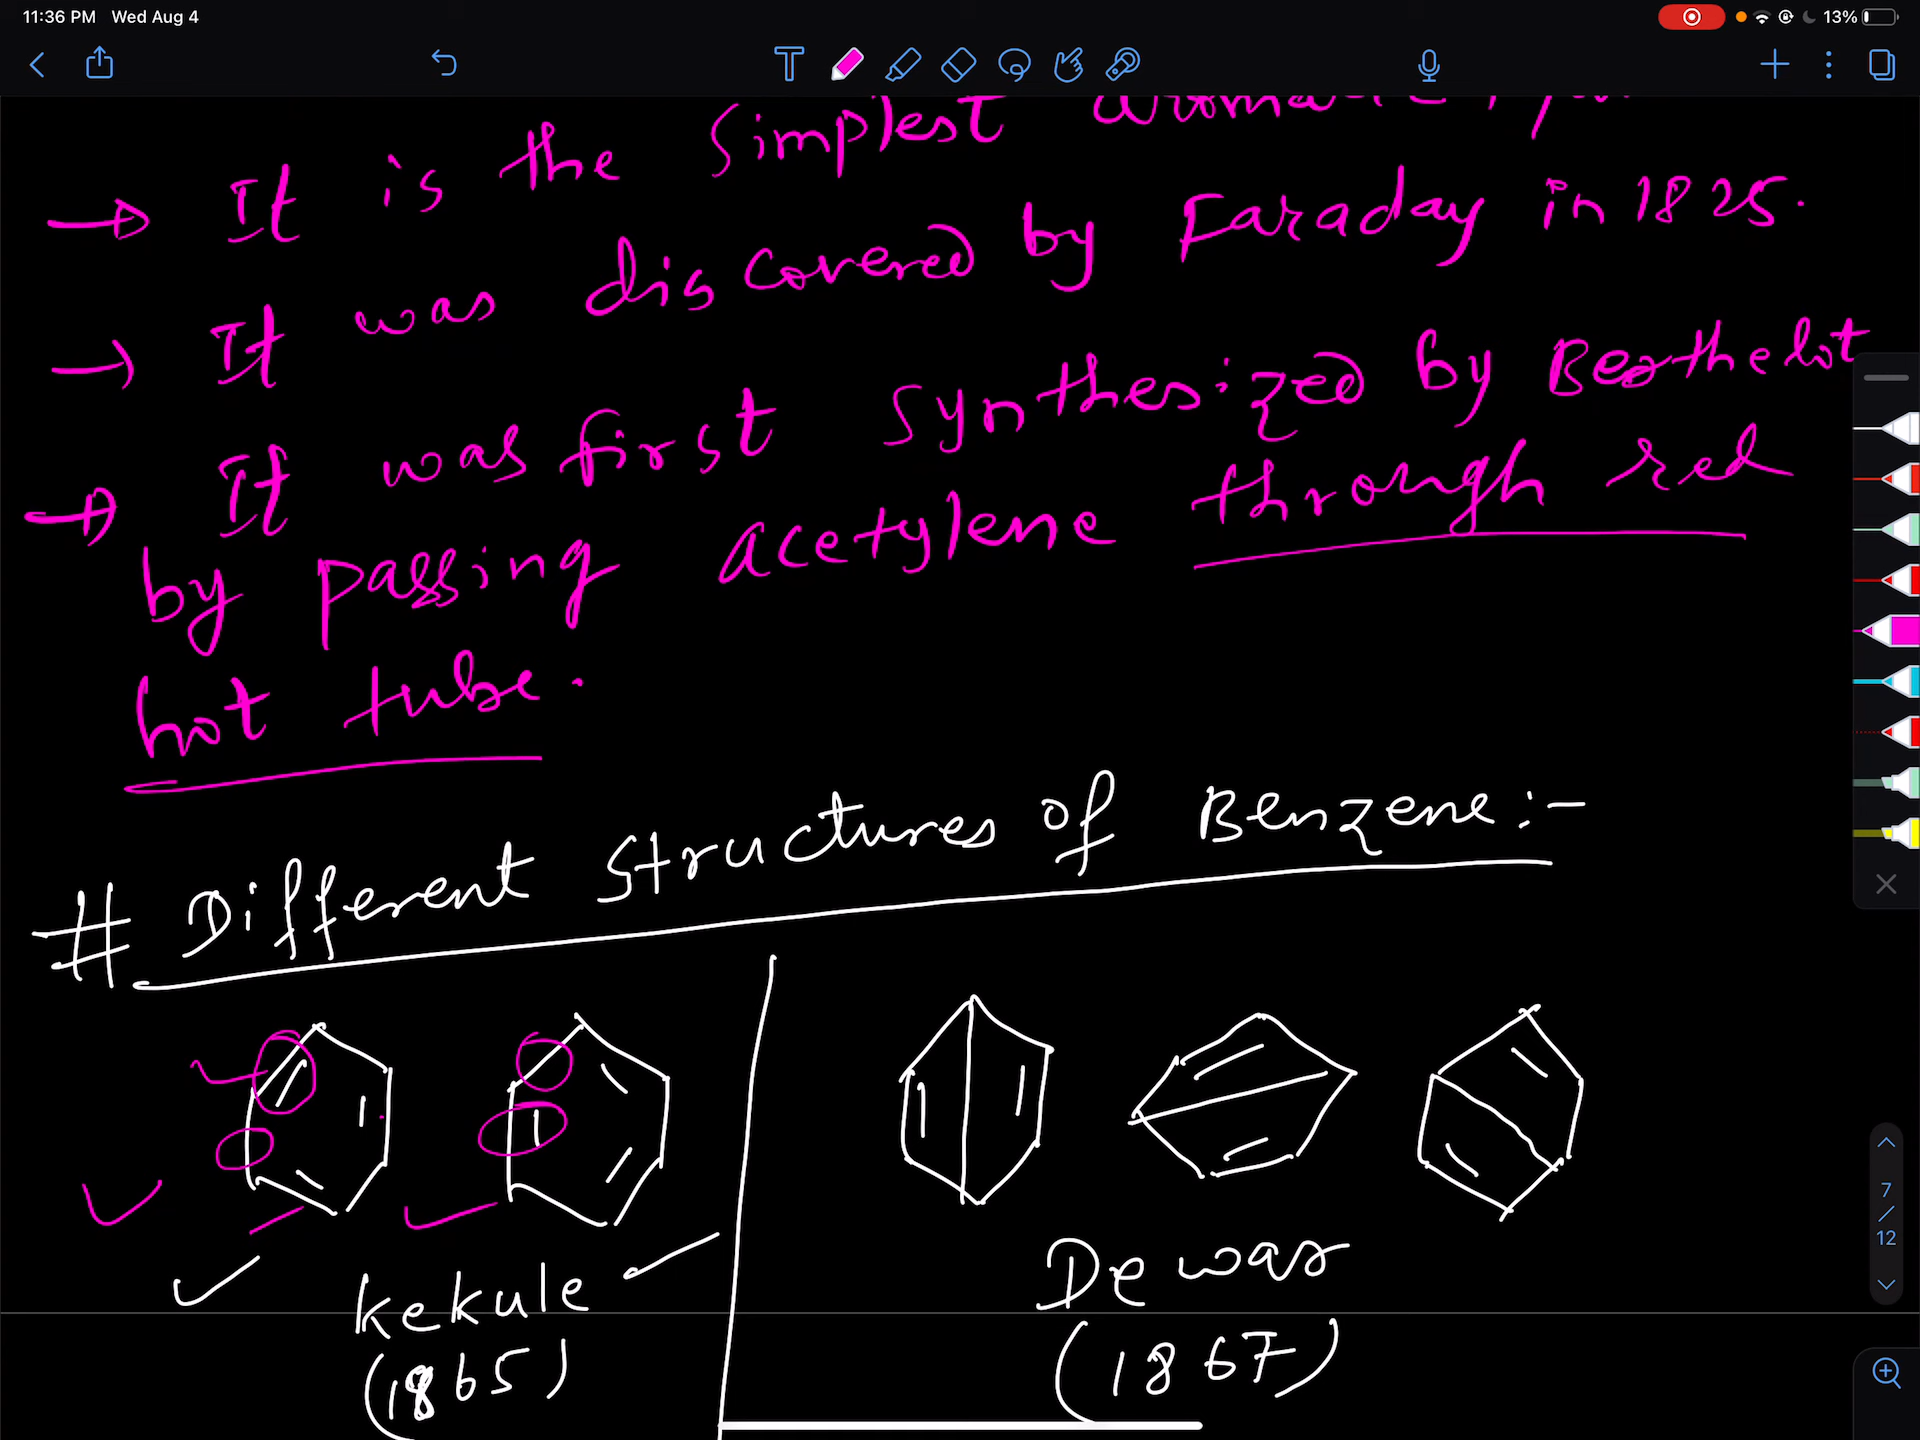 11:36 PM Wed Aug 4
13%
→ It is the Simplest
→ It was discovered by Faraday in 1825.
→ It was first Synthesized by Berthelot
by passing acetylene through red
hot tube.
# Different Structures of Benzene:-
Kekule
(1865)
Dewar
(1867)
7
/
12